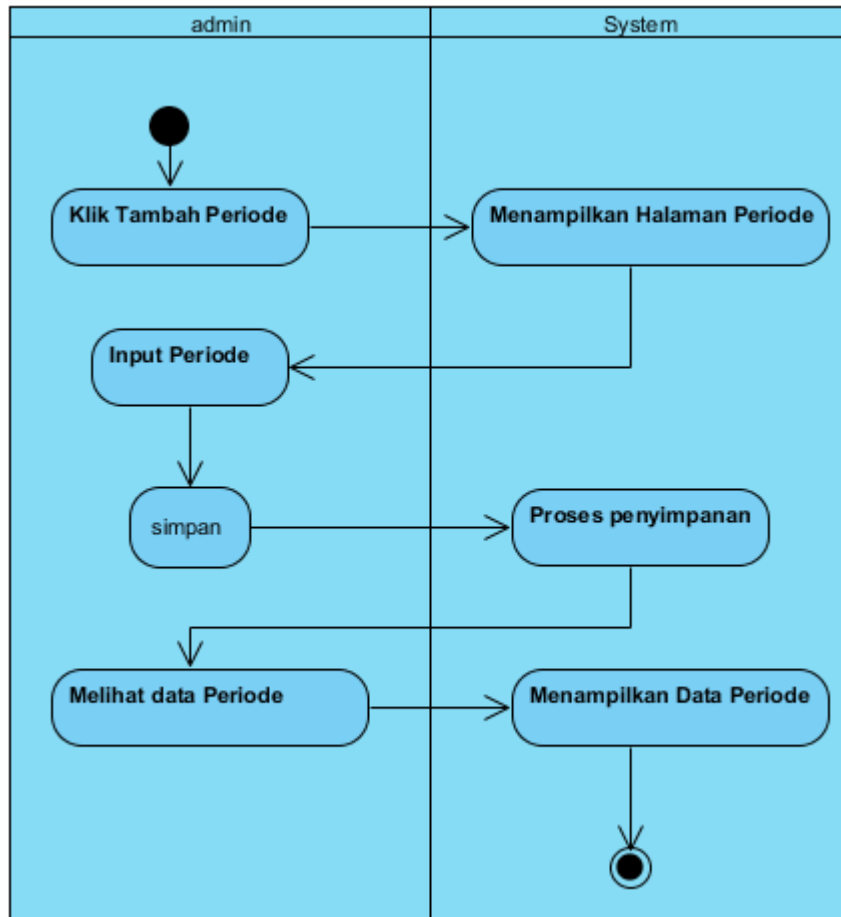 admin
System
Klik Tambah Periode
Menampilkan Halaman Periode
Input Periode
simpan
Proses penyimpanan
Melihat data Periode
Menampilkan Data Periode